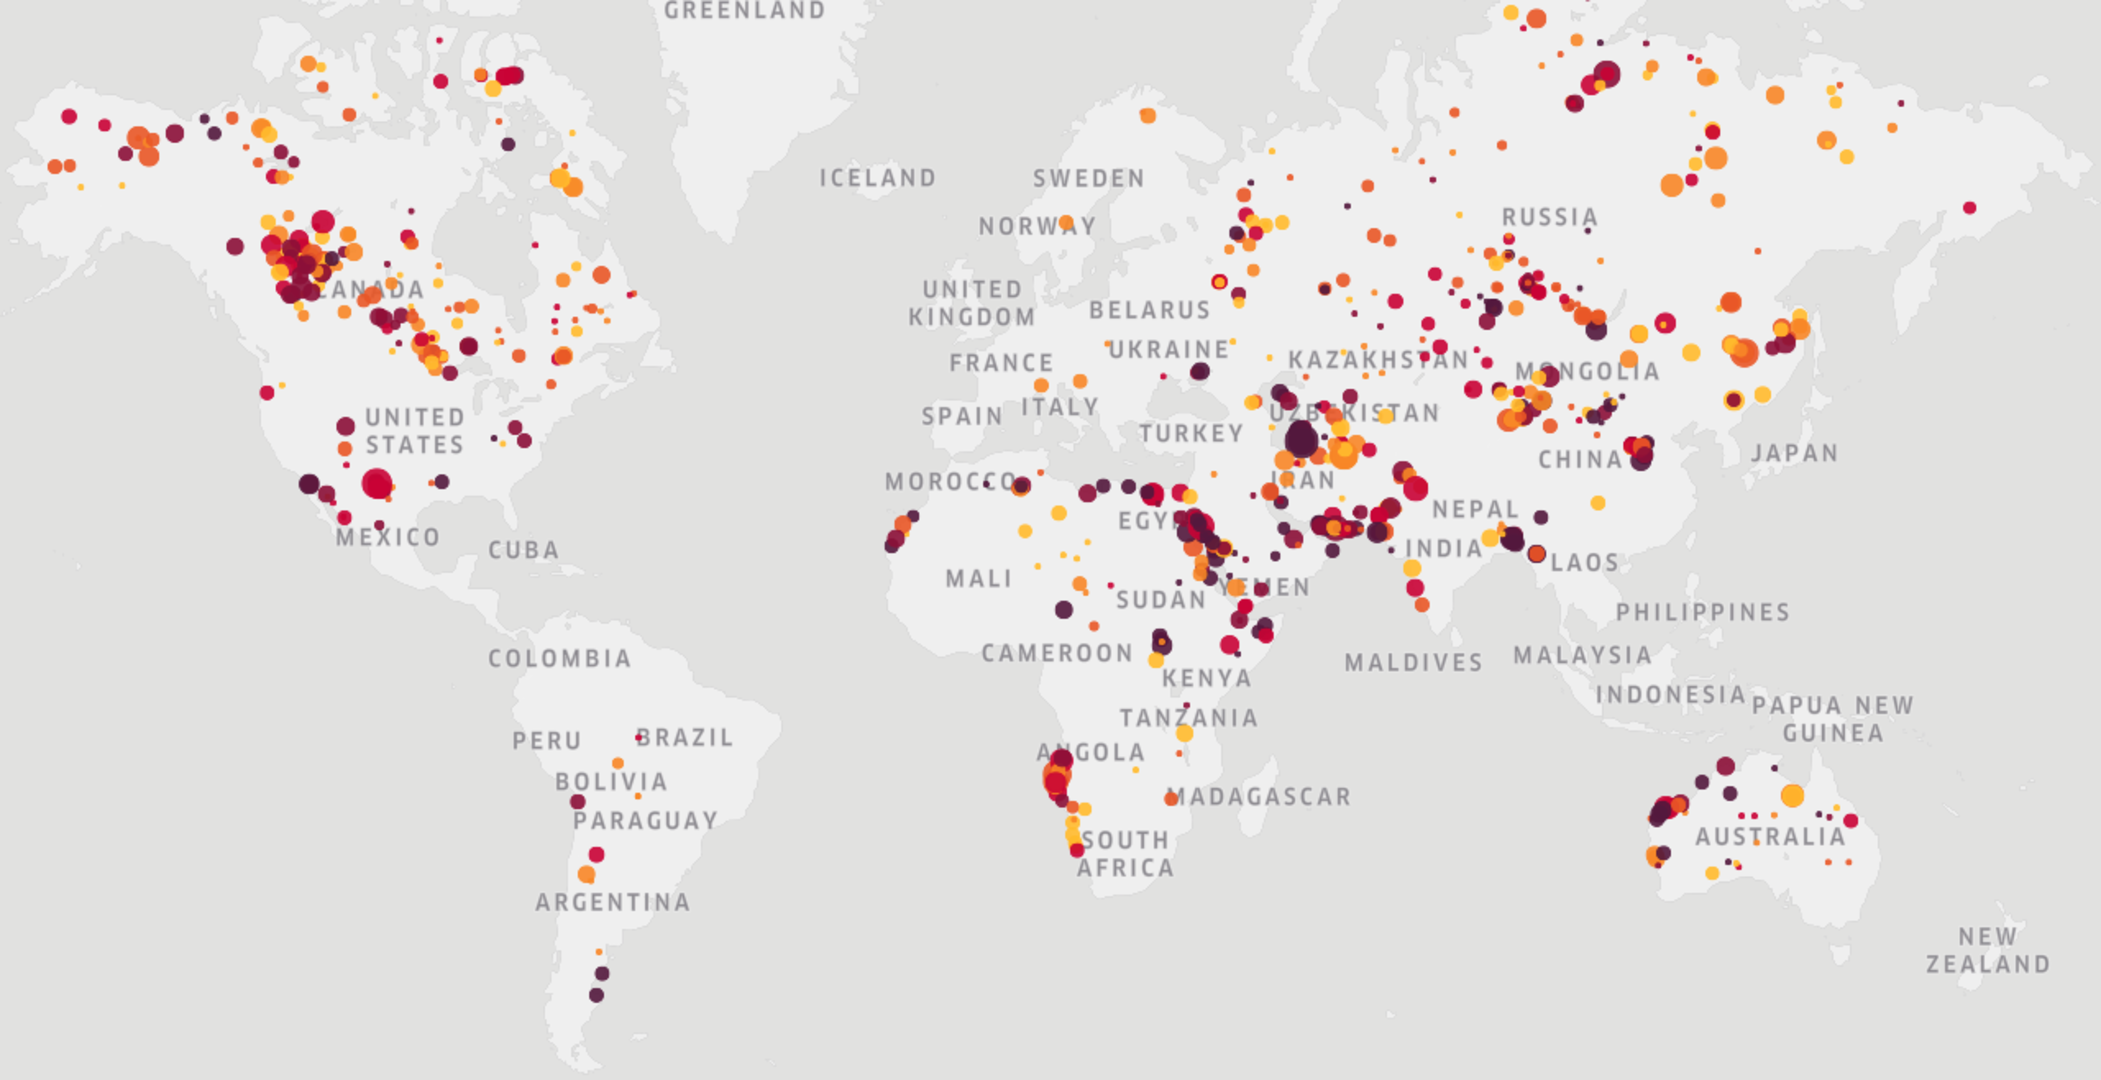 GREENLAND
ICELAND
SWEDEN
NORWAY
RUSSIA
CANADA
UNITED
KINGDOM
BELARUS
UKRAINE
FRANCE
KAZAKHSTAN
MONGOLIA
UNITED
STATES
SPAIN
ITALY
UZBEKISTAN
TURKEY
CHINA
JAPAN
MOROCCO
IRAN
NEPAL
EGYPT
MEXICO
CUBA
INDIA
LAOS
MALI
SUDAN
YEMEN
PHILIPPINES
COLOMBIA
CAMEROON
MALDIVES
MALAYSIA
KENYA
INDONESIA
PAPUA NEW
GUINEA
TANZANIA
PERU
BRAZIL
ANGOLA
BOLIVIA
MADAGASCAR
PARAGUAY
SOUTH
AFRICA
AUSTRALIA
ARGENTINA
NEW
ZEALAND